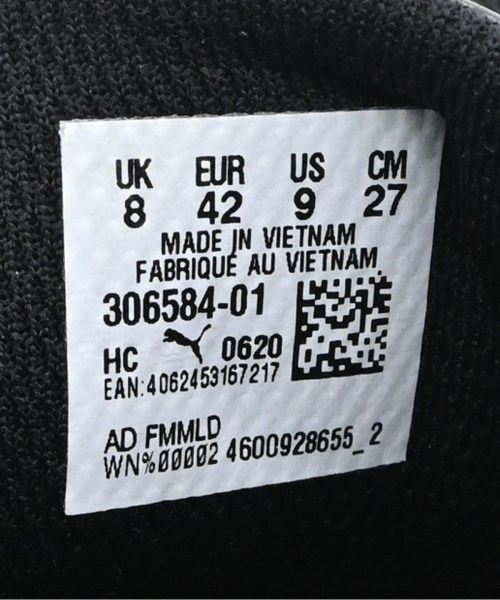 UK EUR US CM
8 42 9 27
MADE IN VIETNAM
FABRIQUÉ AU VIETNAM
306584-01
HC 0620
EAN:4062453167217
AD FMMLD
WN%00002 4600928655_2